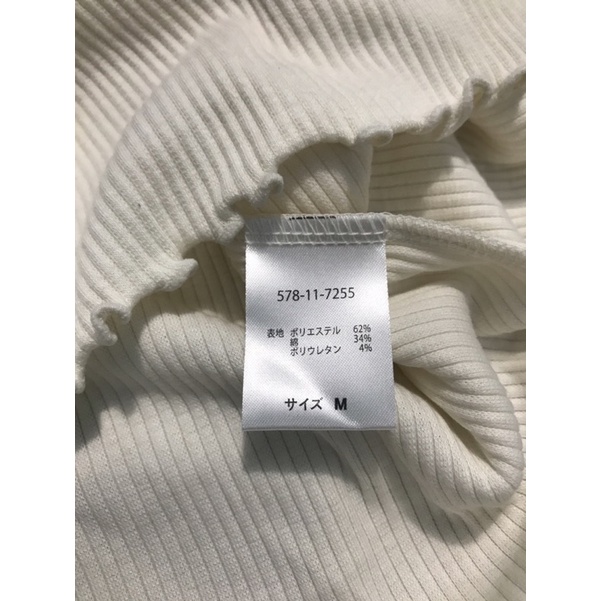 578-11-7255
表地 ポリエステル 62%
綿 34%
ポリウレタン 4%
サイズ M